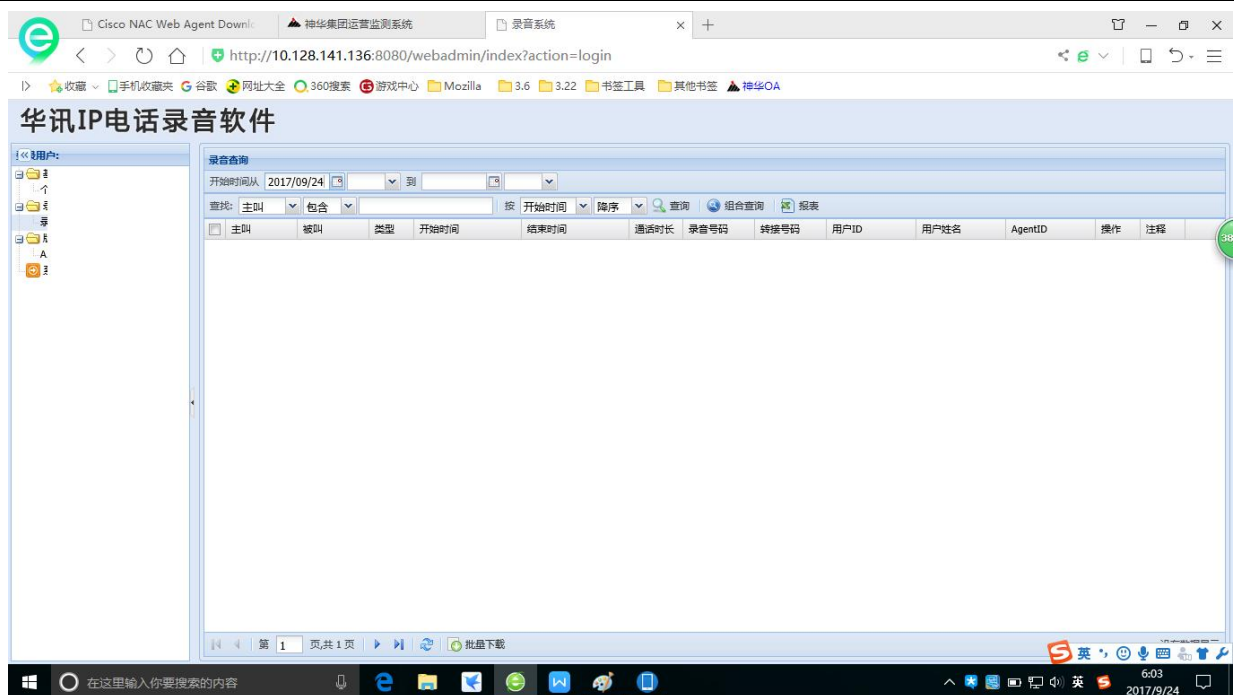 Cisco NAC Web Agent Downlo 神华集团运营监测系统 录音系统
http://10.128.141.136:8080/webadmin/index?action=login
收藏 手机收藏夹 谷歌 网址大全 360搜索 游戏中心 Mozilla 3.6 3.22 书签工具 其他书签 神华OA
华讯IP电话录音软件
用户: 录音查询
开始时间从 2017/09/24 到
查找: 主叫 包含 按 开始时间 降序 查询 组合查询 报表
主叫 被叫 类型 开始时间 结束时间 通话时长 录音号码 转接号码 用户ID 用户姓名 AgentID 操作 注释
个
A
38
第 1 页,共 1 页 批量下载
英
在这里输入你要搜索的内容 英 6:03
2017/9/24